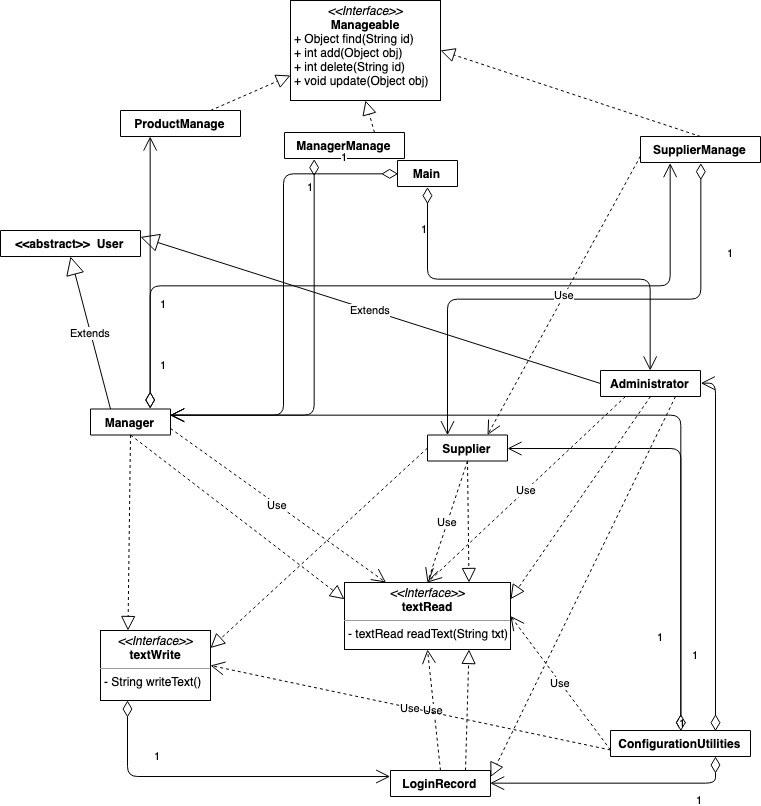 <<Interface>>
Manageable
+ Object find(String id)
+ int add(Object obj)
+ int delete(String id)
+ void update(Object obj)
ProductManage
ManagerManage
SupplierManage
1
Main
1
1
<<abstract>> User
1
Use
1
Extends
Extends
1
Administrator
Manager
Supplier
Use
Use
Use
<<Interface>>
textRead
- textRead readText(String txt)
<<Interface>>
textWrite
- String writeText()
1
1
Use
Use
Use
1
ConfigurationUtilities
1
LoginRecord
1